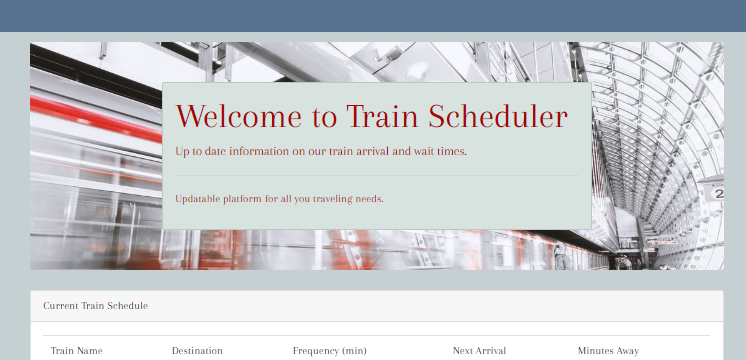 Welcome to Train Scheduler
Up to date information on our train arrival and wait times.
Updatable platform for all you traveling needs.
2
Current Train Schedule
Train Name Destination Frequency (min) Next Arrival Minutes Away